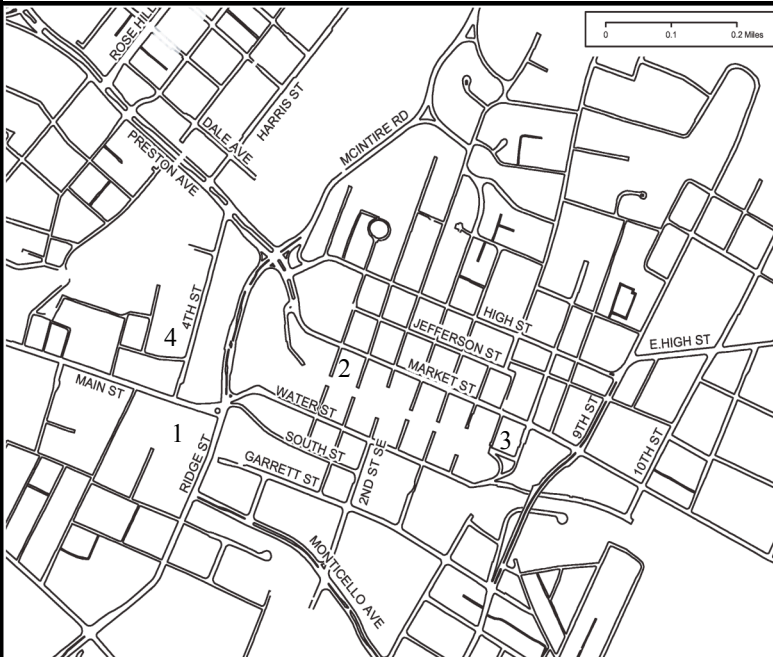 0 0.1 0.2 Miles
ROSE HILL
HARRIS ST
DALE AVE
MCINTIRE RD
PRESTON AVE
4TH ST
4
HIGH ST
JEFFERSON ST
E.HIGH ST
2
MARKET ST
MAIN ST
WATER ST
9TH ST
1
3
SOUTH ST
RIDGE ST
GARRETT ST
2ND ST SE
10TH ST
MONTICELLO AVE